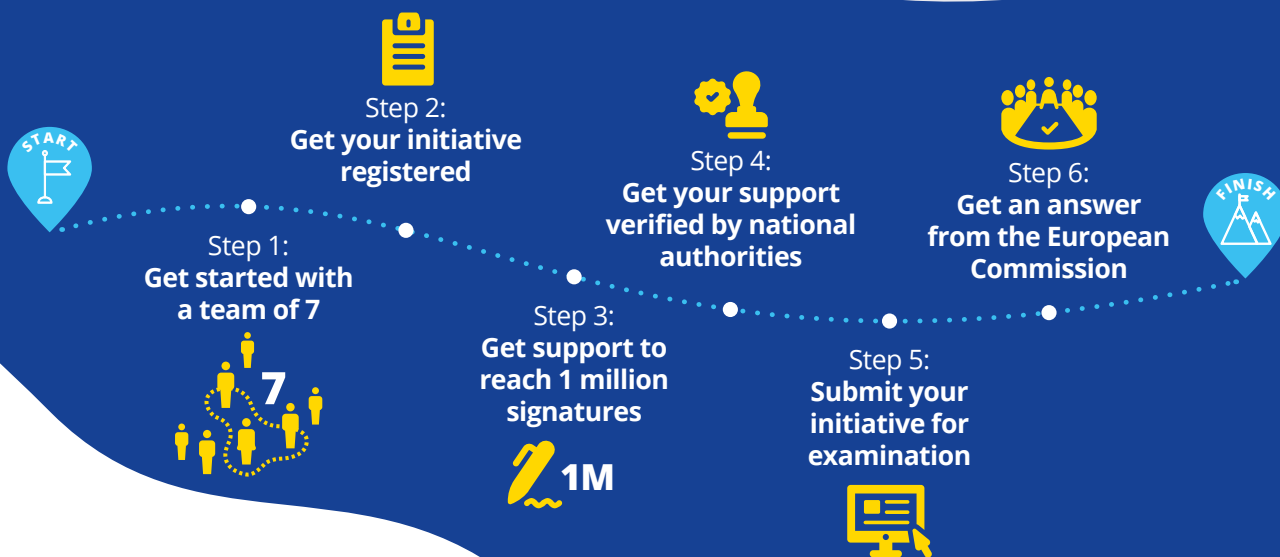 START
Step 1:
Get started with
a team of 7
7
Step 2:
Get your initiative
registered
Step 3:
Get support to
reach 1 million
signatures
1M
Step 4:
Get your support
verified by national
authorities
Step 5:
Submit your
initiative for
examination
Step 6:
Get an answer
from the European
Commission
FINISH